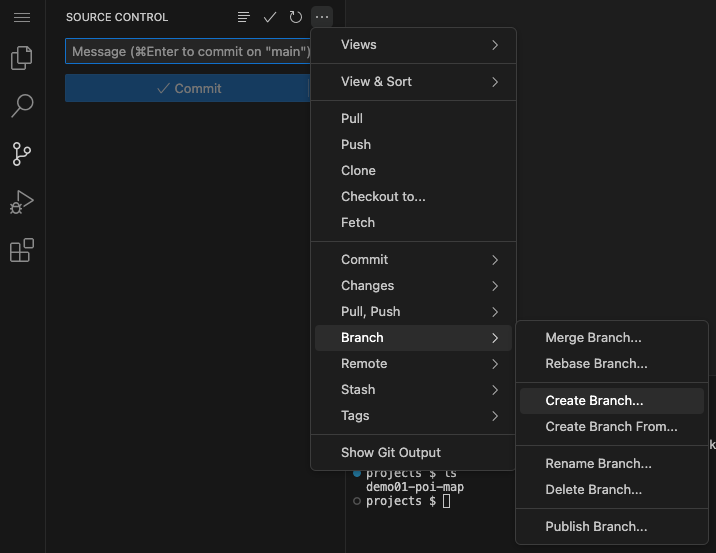 SOURCE CONTROL
Message (⌘Enter to commit on "main")
Commit
Views
View & Sort
Pull
Push
Clone
Checkout to...
Fetch
Commit
Changes
Pull, Push
Branch
Remote
Stash
Tags
Show Git Output
Merge Branch...
Rebase Branch...
Create Branch...
Create Branch From...
Rename Branch...
Delete Branch...
Publish Branch...
projects $ ls
demo01-poi-map
projects $